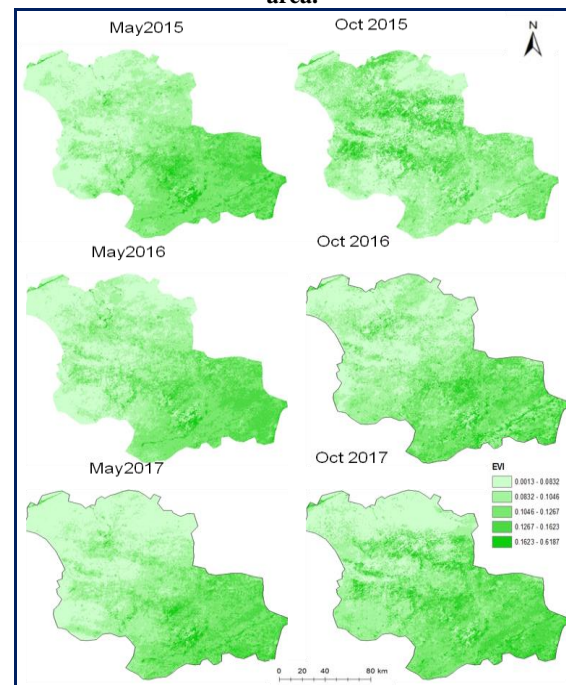 area.
May2015
Oct 2015
N
May2016
Oct 2016
May2017
Oct 2017
EVI
0.0013 - 0.0832
0.0832 - 0.1046
0.1046 - 0.1267
0.1267 - 0.1623
0.1623 - 0.6187
0 20 40 80 km